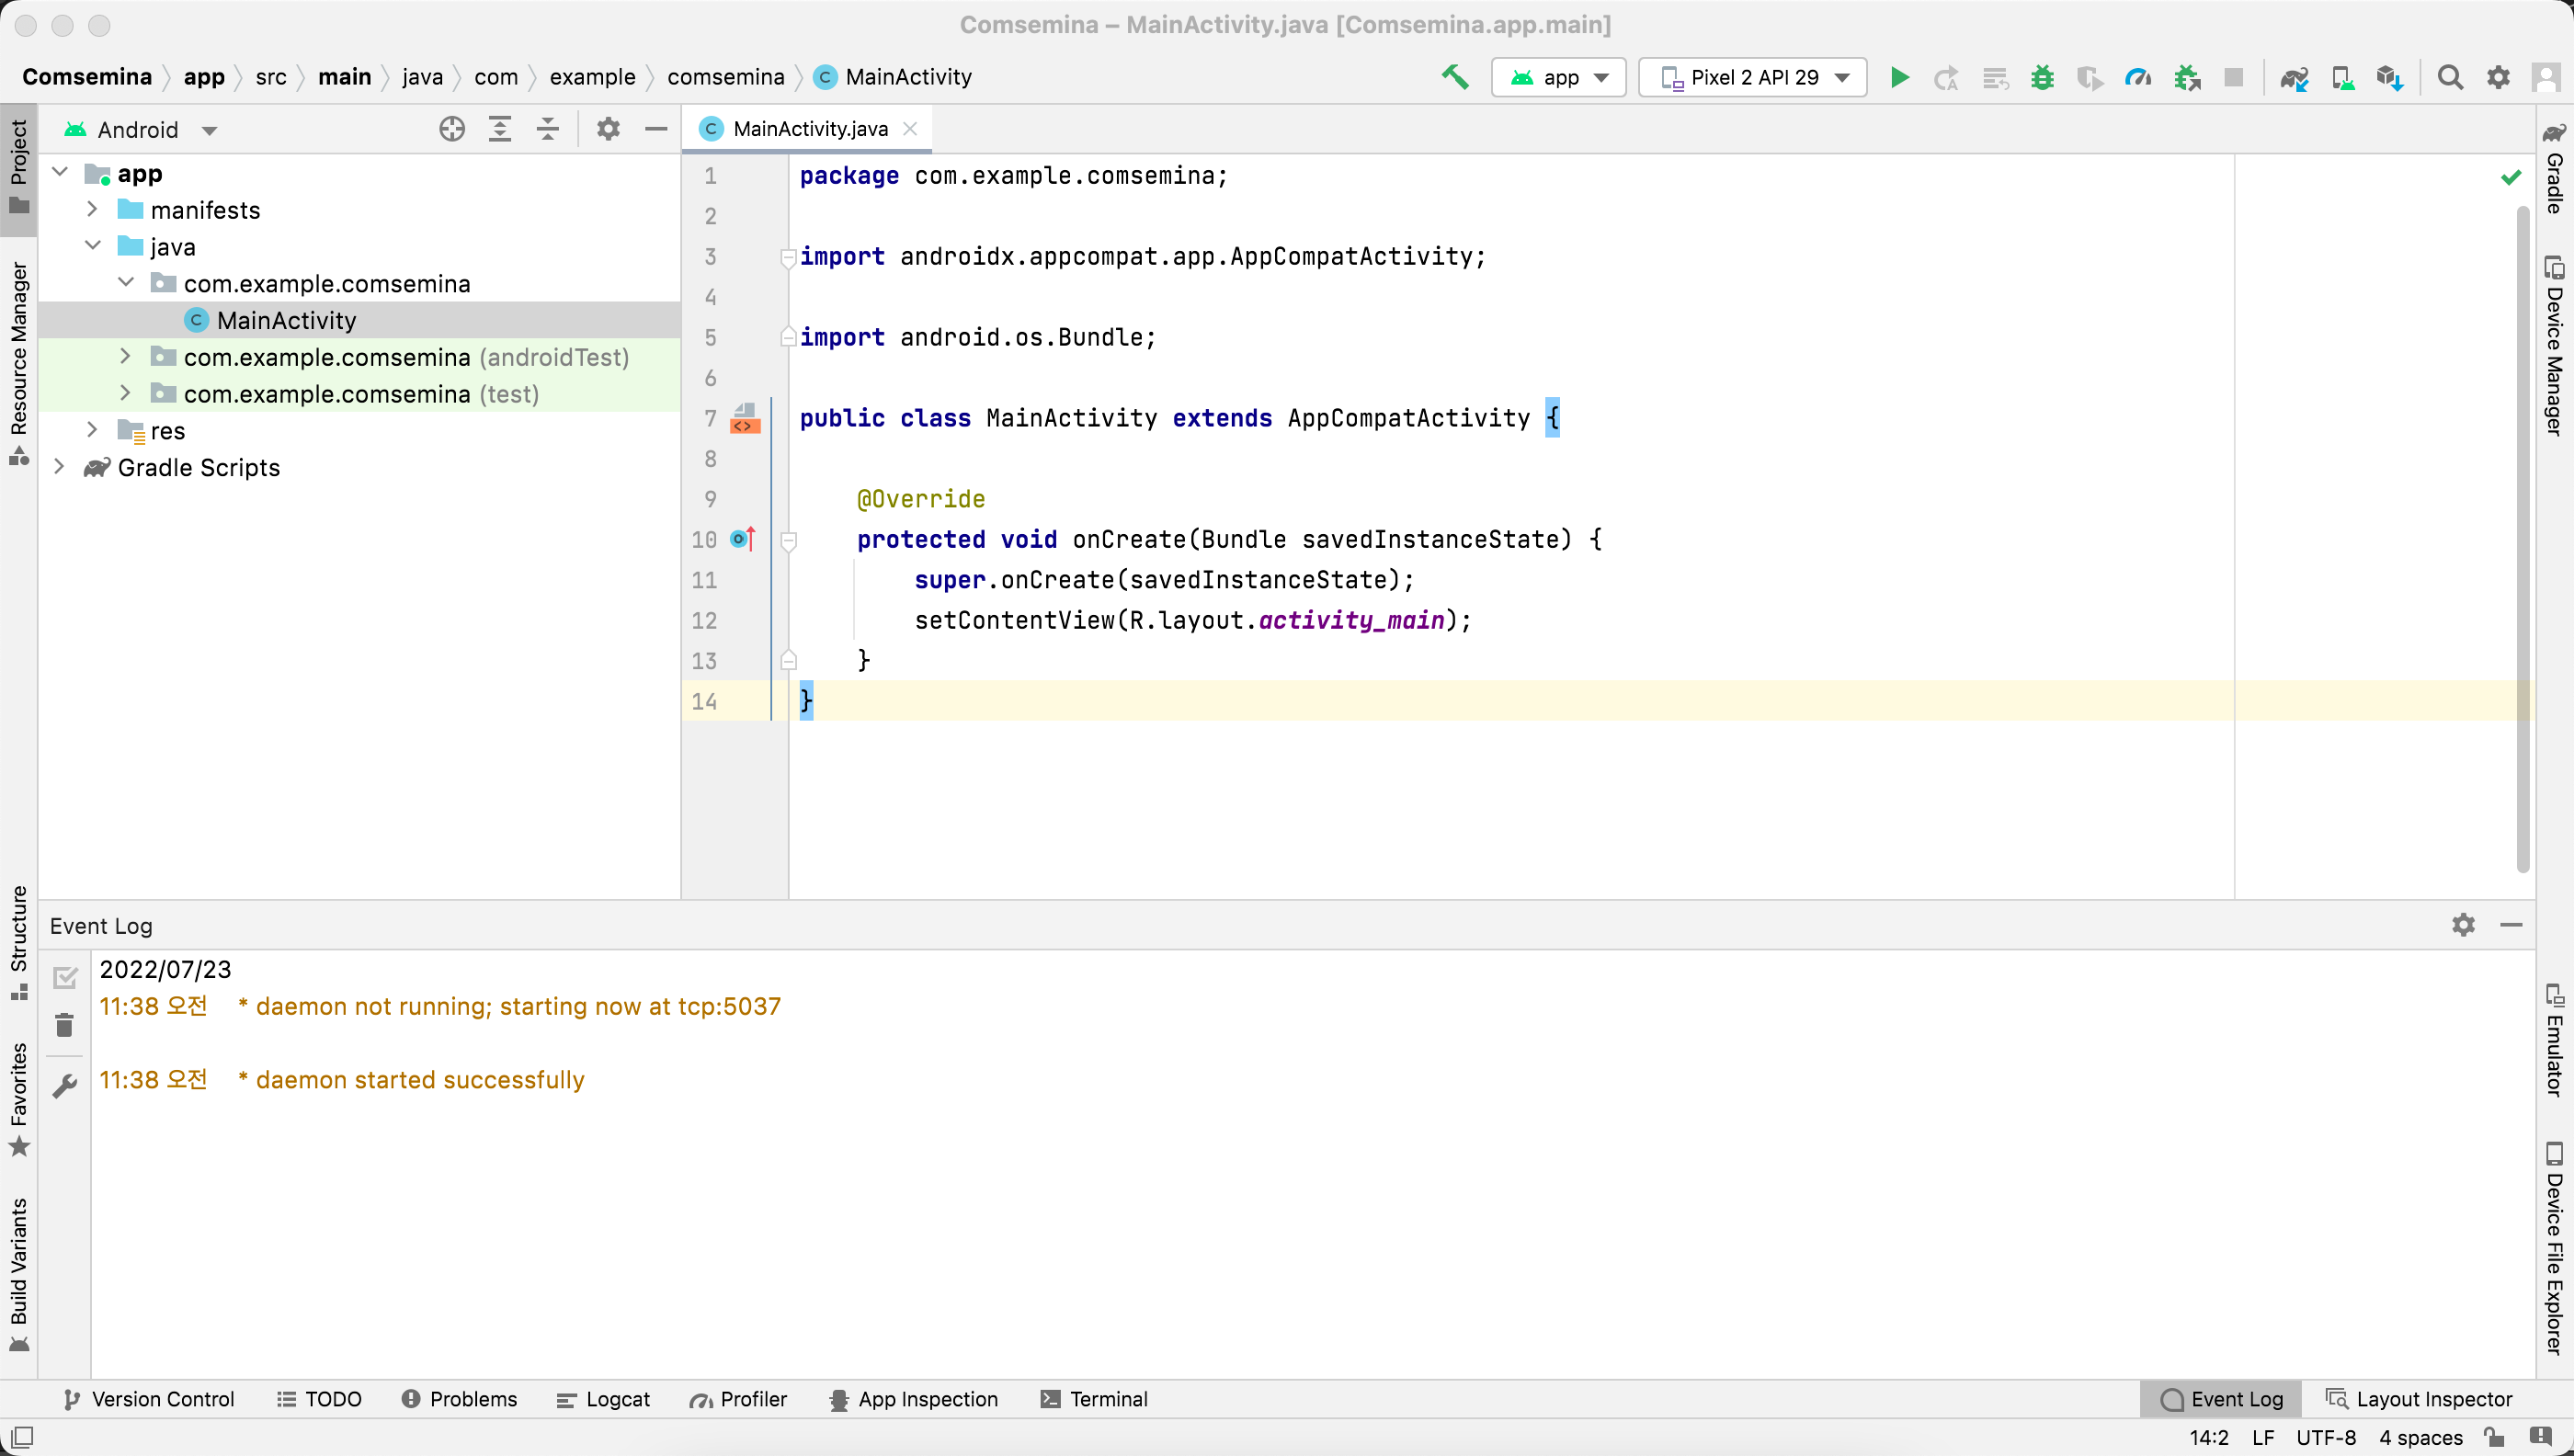 Comsemina – MainActivity.java [Comsemina.app.main]
Comsemina app src main java com example comsemina C MainActivity
app Pixel 2 API 29
Project
Resource Manager
Structure
Favorites
Build Variants
Android
app
manifests
java
com.example.comsemina
C MainActivity
com.example.comsemina (androidTest)
com.example.comsemina (test)
res
Gradle Scripts
C MainActivity.java
1 package com.example.comsemina;
2
3 import androidx.appcompat.app.AppCompatActivity;
4
5 import android.os.Bundle;
6
7 public class MainActivity extends AppCompatActivity {
8
9 @Override
10 protected void onCreate(Bundle savedInstanceState) {
11 super.onCreate(savedInstanceState);
12 setContentView(R.layout.activity_main);
13 }
14 }
Gradle
Device Manager
Emulator
Device File Explorer
Event Log
2022/07/23
11:38 오전 * daemon not running; starting now at tcp:5037
11:38 오전 * daemon started successfully
Version Control TODO Problems Logcat Profiler App Inspection Terminal Event Log Layout Inspector
14:2 LF UTF-8 4 spaces